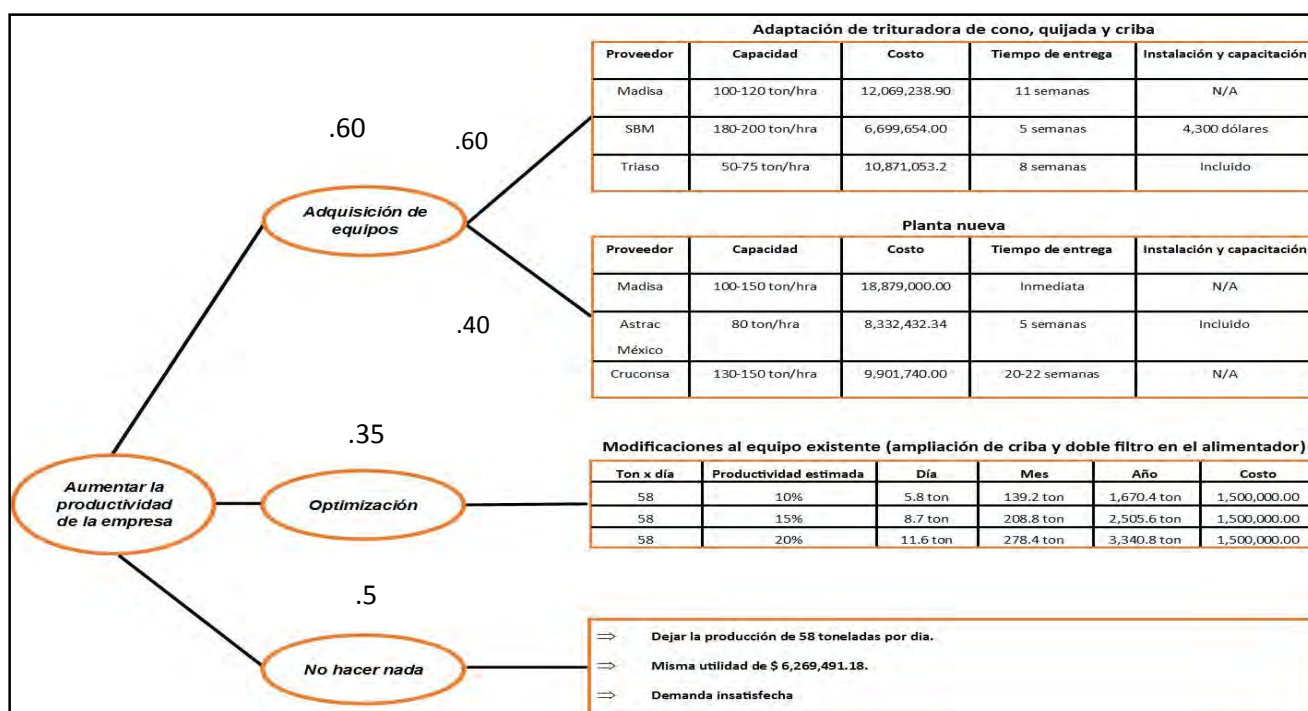 Adaptación de trituradora de cono, quijada y criba
Proveedor Capacidad Costo Tiempo de entrega Instalación y capacitación
Madisa 100-120 ton/hra 12,069,238.90 11 semanas N/A
SBM 180-200 ton/hra 6,699,654.00 5 semanas 4,300 dólares
Triaso 50-75 ton/hra 10,871,053.2 8 semanas Incluido
.60
.60
Adquisición de
equipos
.40
Planta nueva
Proveedor Capacidad Costo Tiempo de entrega Instalación y capacitación
Madisa 100-150 ton/hra 18,879,000.00 Inmediata N/A
Astrac 80 ton/hra 8,332,432.34 5 semanas Incluido
México
Cruconsa 130-150 ton/hra 9,901,740.00 20-22 semanas N/A
Aumentar la
productividad
de la empresa
.35
Optimización
Modificaciones al equipo existente (ampliación de criba y doble filtro en el alimentador)
Ton x día Productividad estimada Día Mes Año Costo
58 10% 5.8 ton 139.2 ton 1,670.4 ton 1,500,000.00
58 15% 8.7 ton 208.8 ton 2,505.6 ton 1,500,000.00
58 20% 11.6 ton 278.4 ton 3,340.8 ton 1,500,000.00
.5
No hacer nada
⇒ Dejar la producción de 58 toneladas por dia.
⇒ Misma utilidad de $ 6,269,491.18.
⇒ Demanda insatisfecha